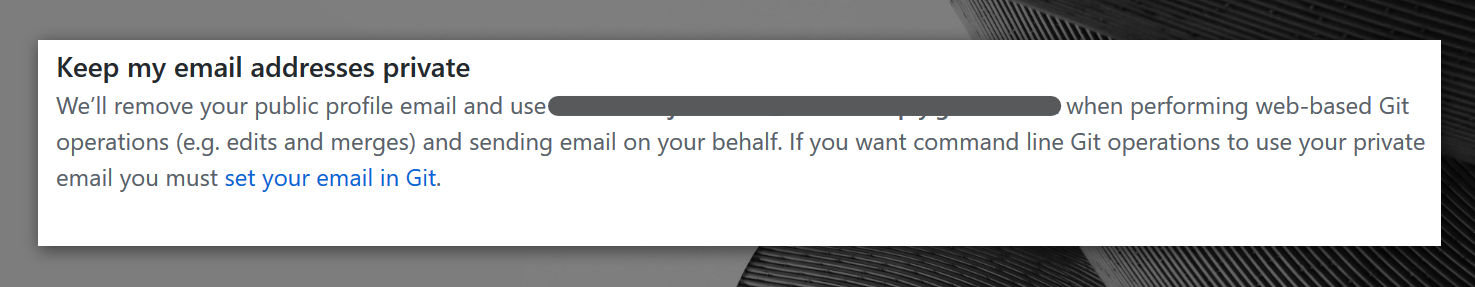 Keep my email addresses private
We’ll remove your public profile email and use when performing web-based Git
operations (e.g. edits and merges) and sending email on your behalf. If you want command line Git operations to use your private
email you must set your email in Git.